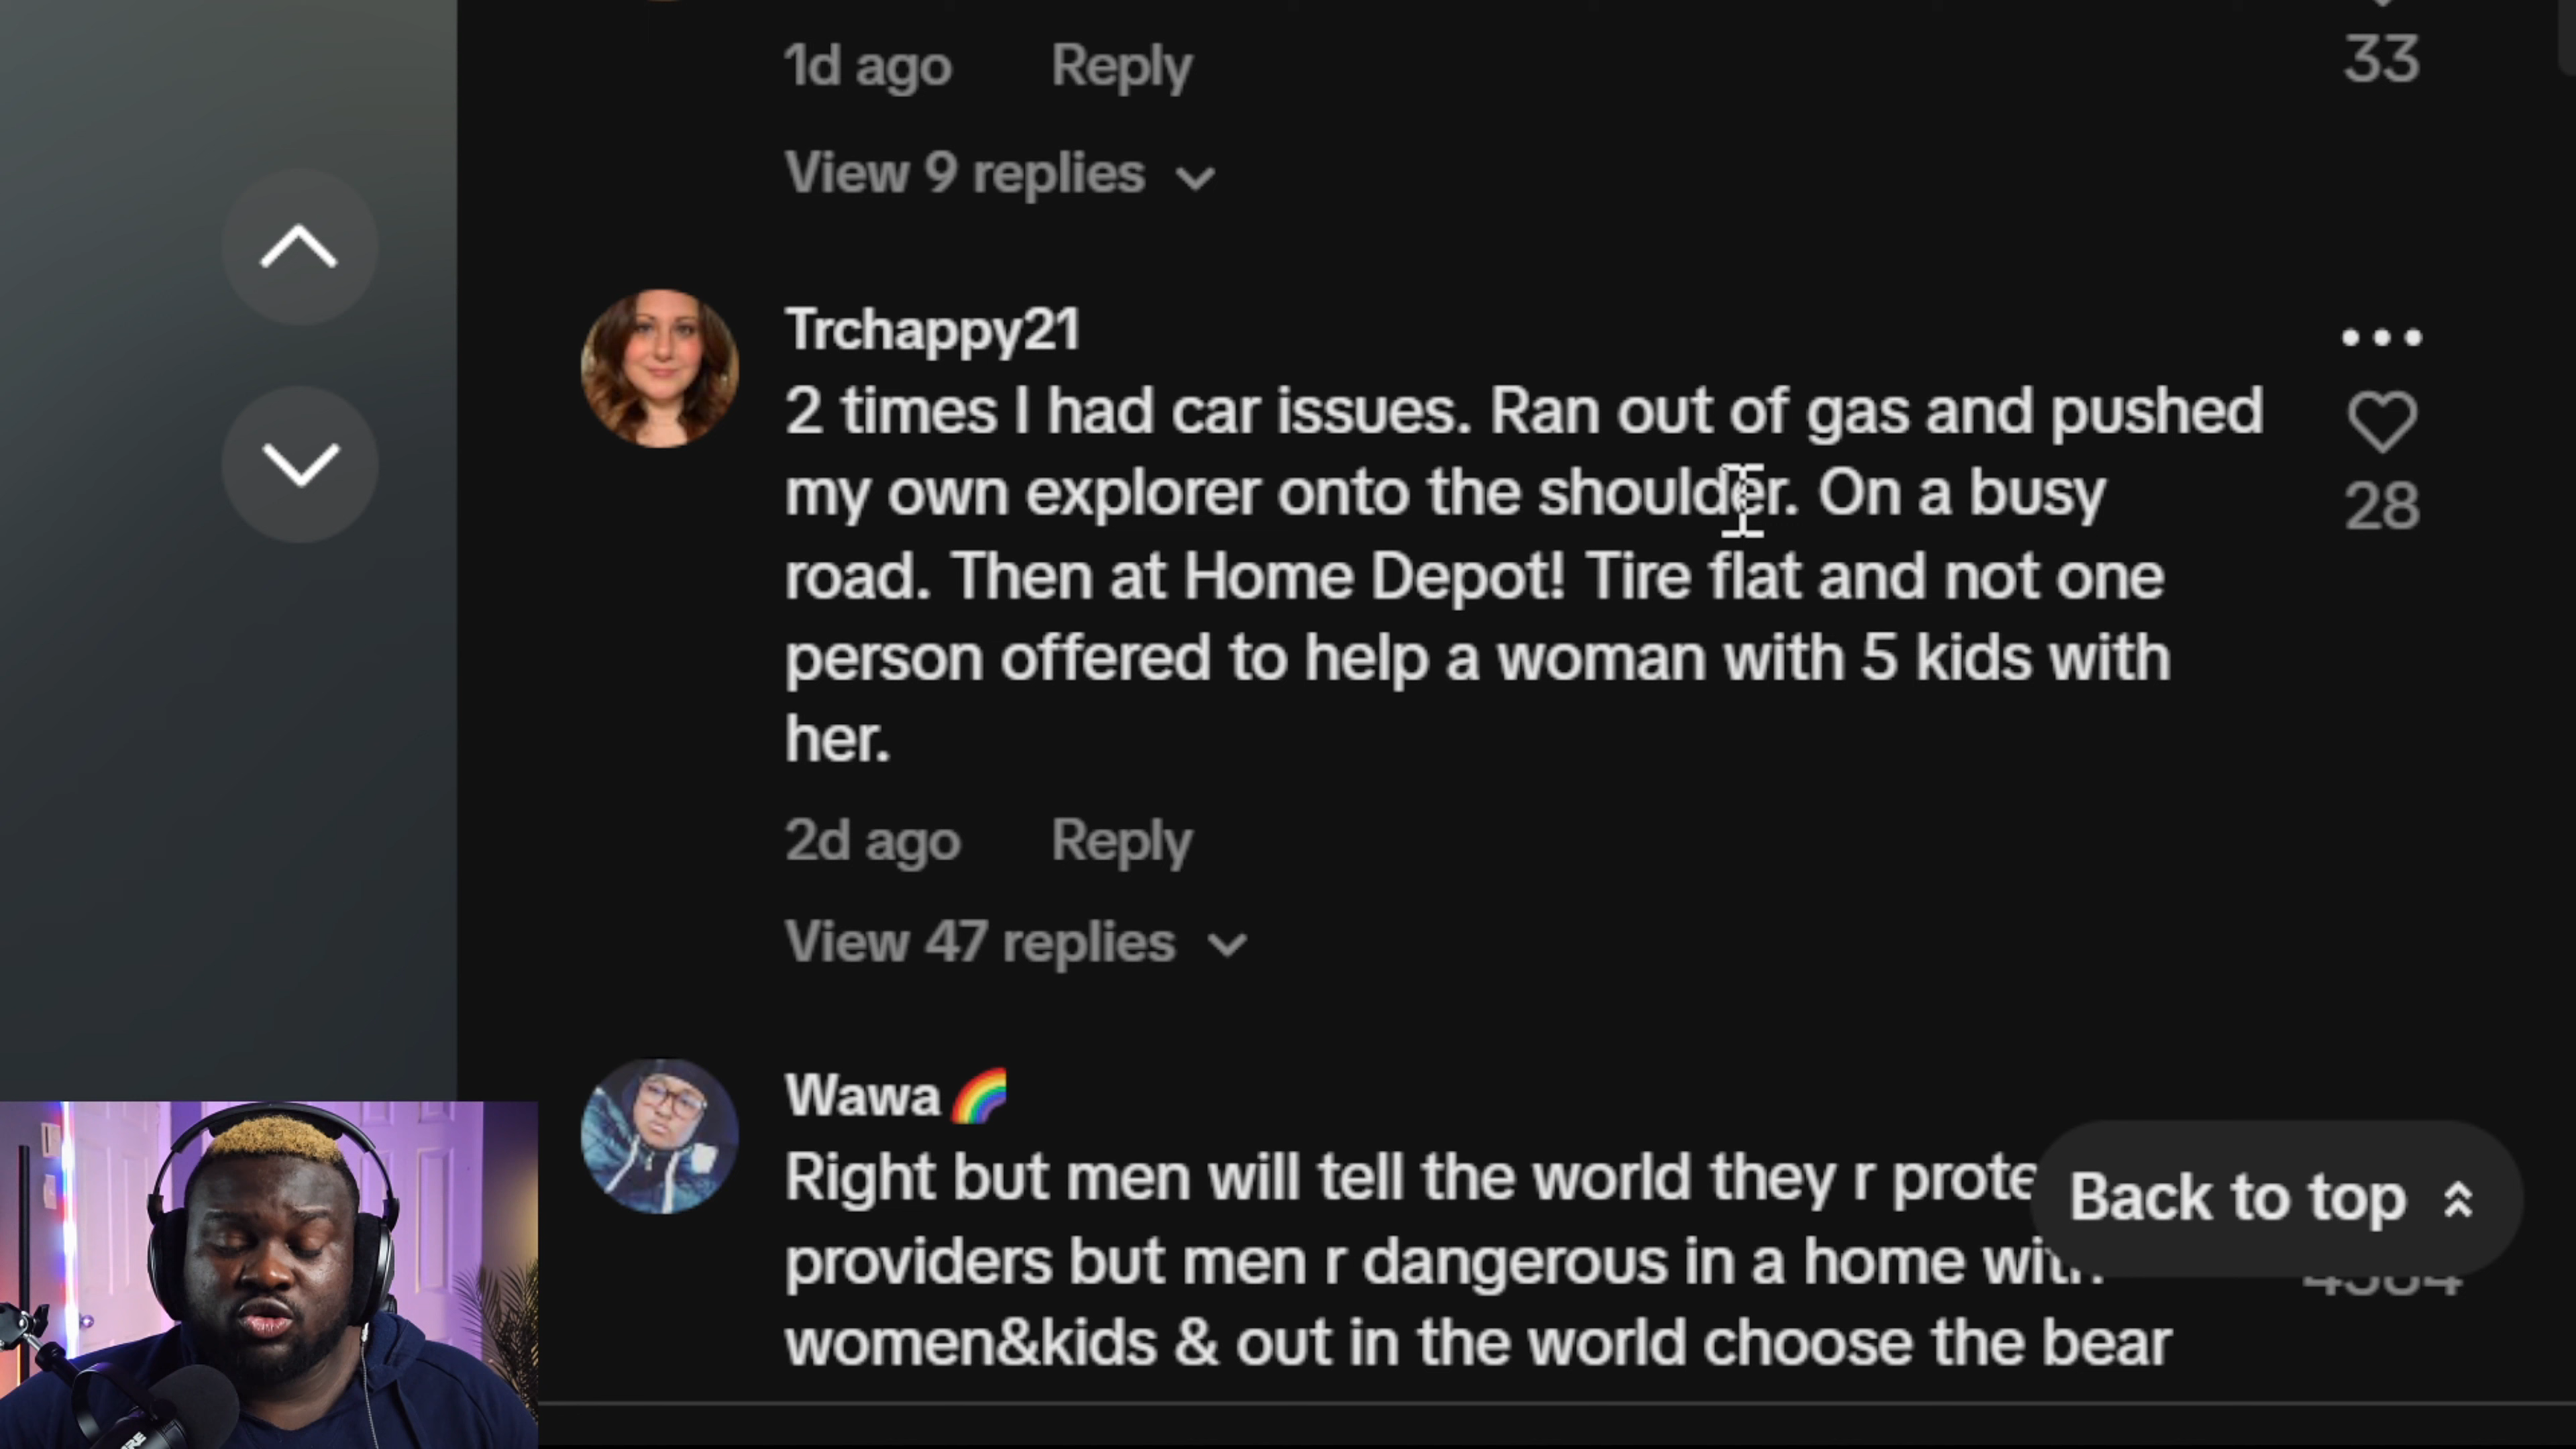 1d ago Reply
33
View 9 replies
Trchappy21
2 times I had car issues. Ran out of gas and pushed
my own explorer onto the shoulder. On a busy
road. Then at Home Depot! Tire flat and not one
person offered to help a woman with 5 kids with
her.
28
2d ago Reply
View 47 replies
Wawa🌈
Right but men will tell the world they r
providers but men r dangerous in a home with
women&kids & out in the world choose the bear
Back to top